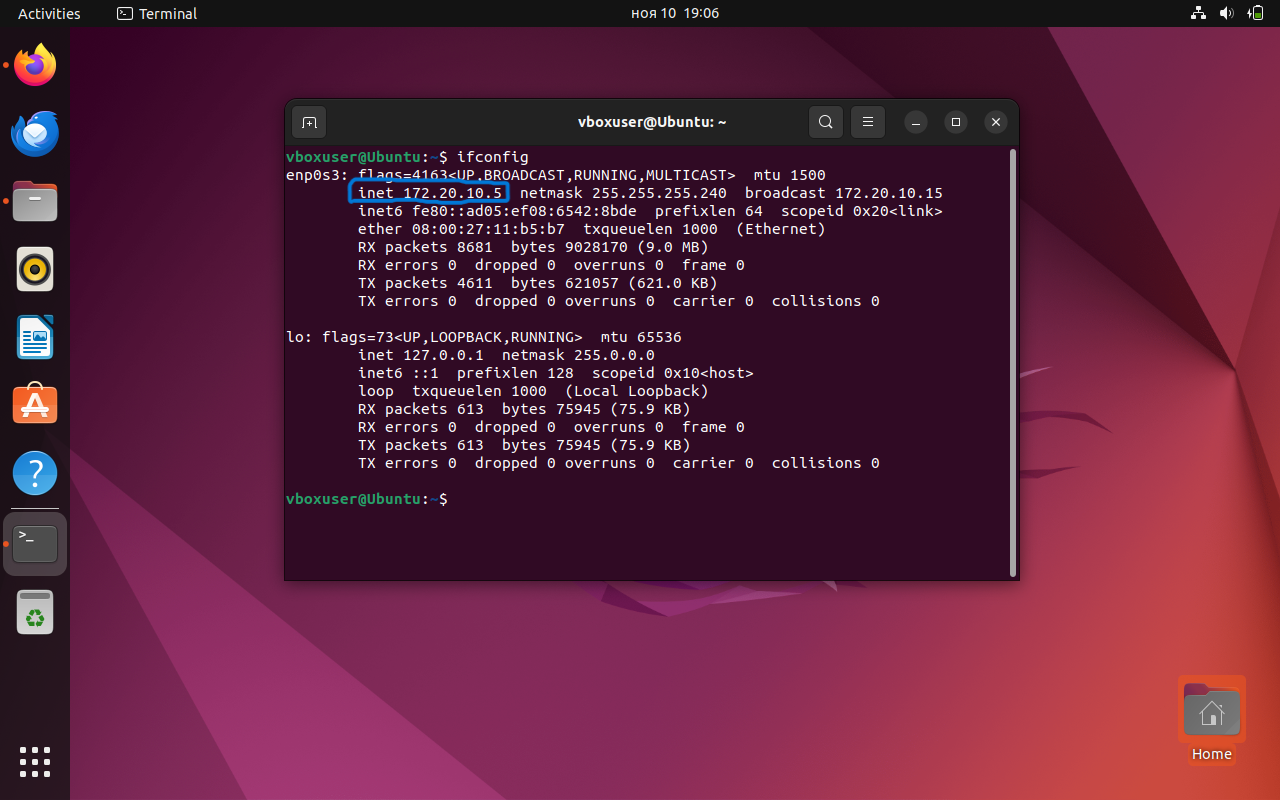 Activities
Terminal
ноя 10 19:06
vboxuser@Ubuntu: ~
vboxuser@Ubuntu:~$ ifconfig
enp0s3: flags=4163<UP,BROADCAST,RUNNING,MULTICAST>  mtu 1500
        inet 172.20.10.5  netmask 255.255.255.240  broadcast 172.20.10.15
        inet6 fe80::ad05:ef08:6542:8bde  prefixlen 64  scopeid 0x20<link>
        ether 08:00:27:11:b5:b7  txqueuelen 1000  (Ethernet)
        RX packets 8681  bytes 9028170 (9.0 MB)
        RX errors 0  dropped 0  overruns 0  frame 0
        TX packets 4611  bytes 621057 (621.0 KB)
        TX errors 0  dropped 0 overruns 0  carrier 0  collisions 0

lo: flags=73<UP,LOOPBACK,RUNNING>  mtu 65536
        inet 127.0.0.1  netmask 255.0.0.0
        inet6 ::1  prefixlen 128  scopeid 0x10<host>
        loop  txqueuelen 1000  (Local Loopback)
        RX packets 613  bytes 75945 (75.9 KB)
        RX errors 0  dropped 0  overruns 0  frame 0
        TX packets 613  bytes 75945 (75.9 KB)
        TX errors 0  dropped 0 overruns 0  carrier 0  collisions 0

vboxuser@Ubuntu:~$
Home